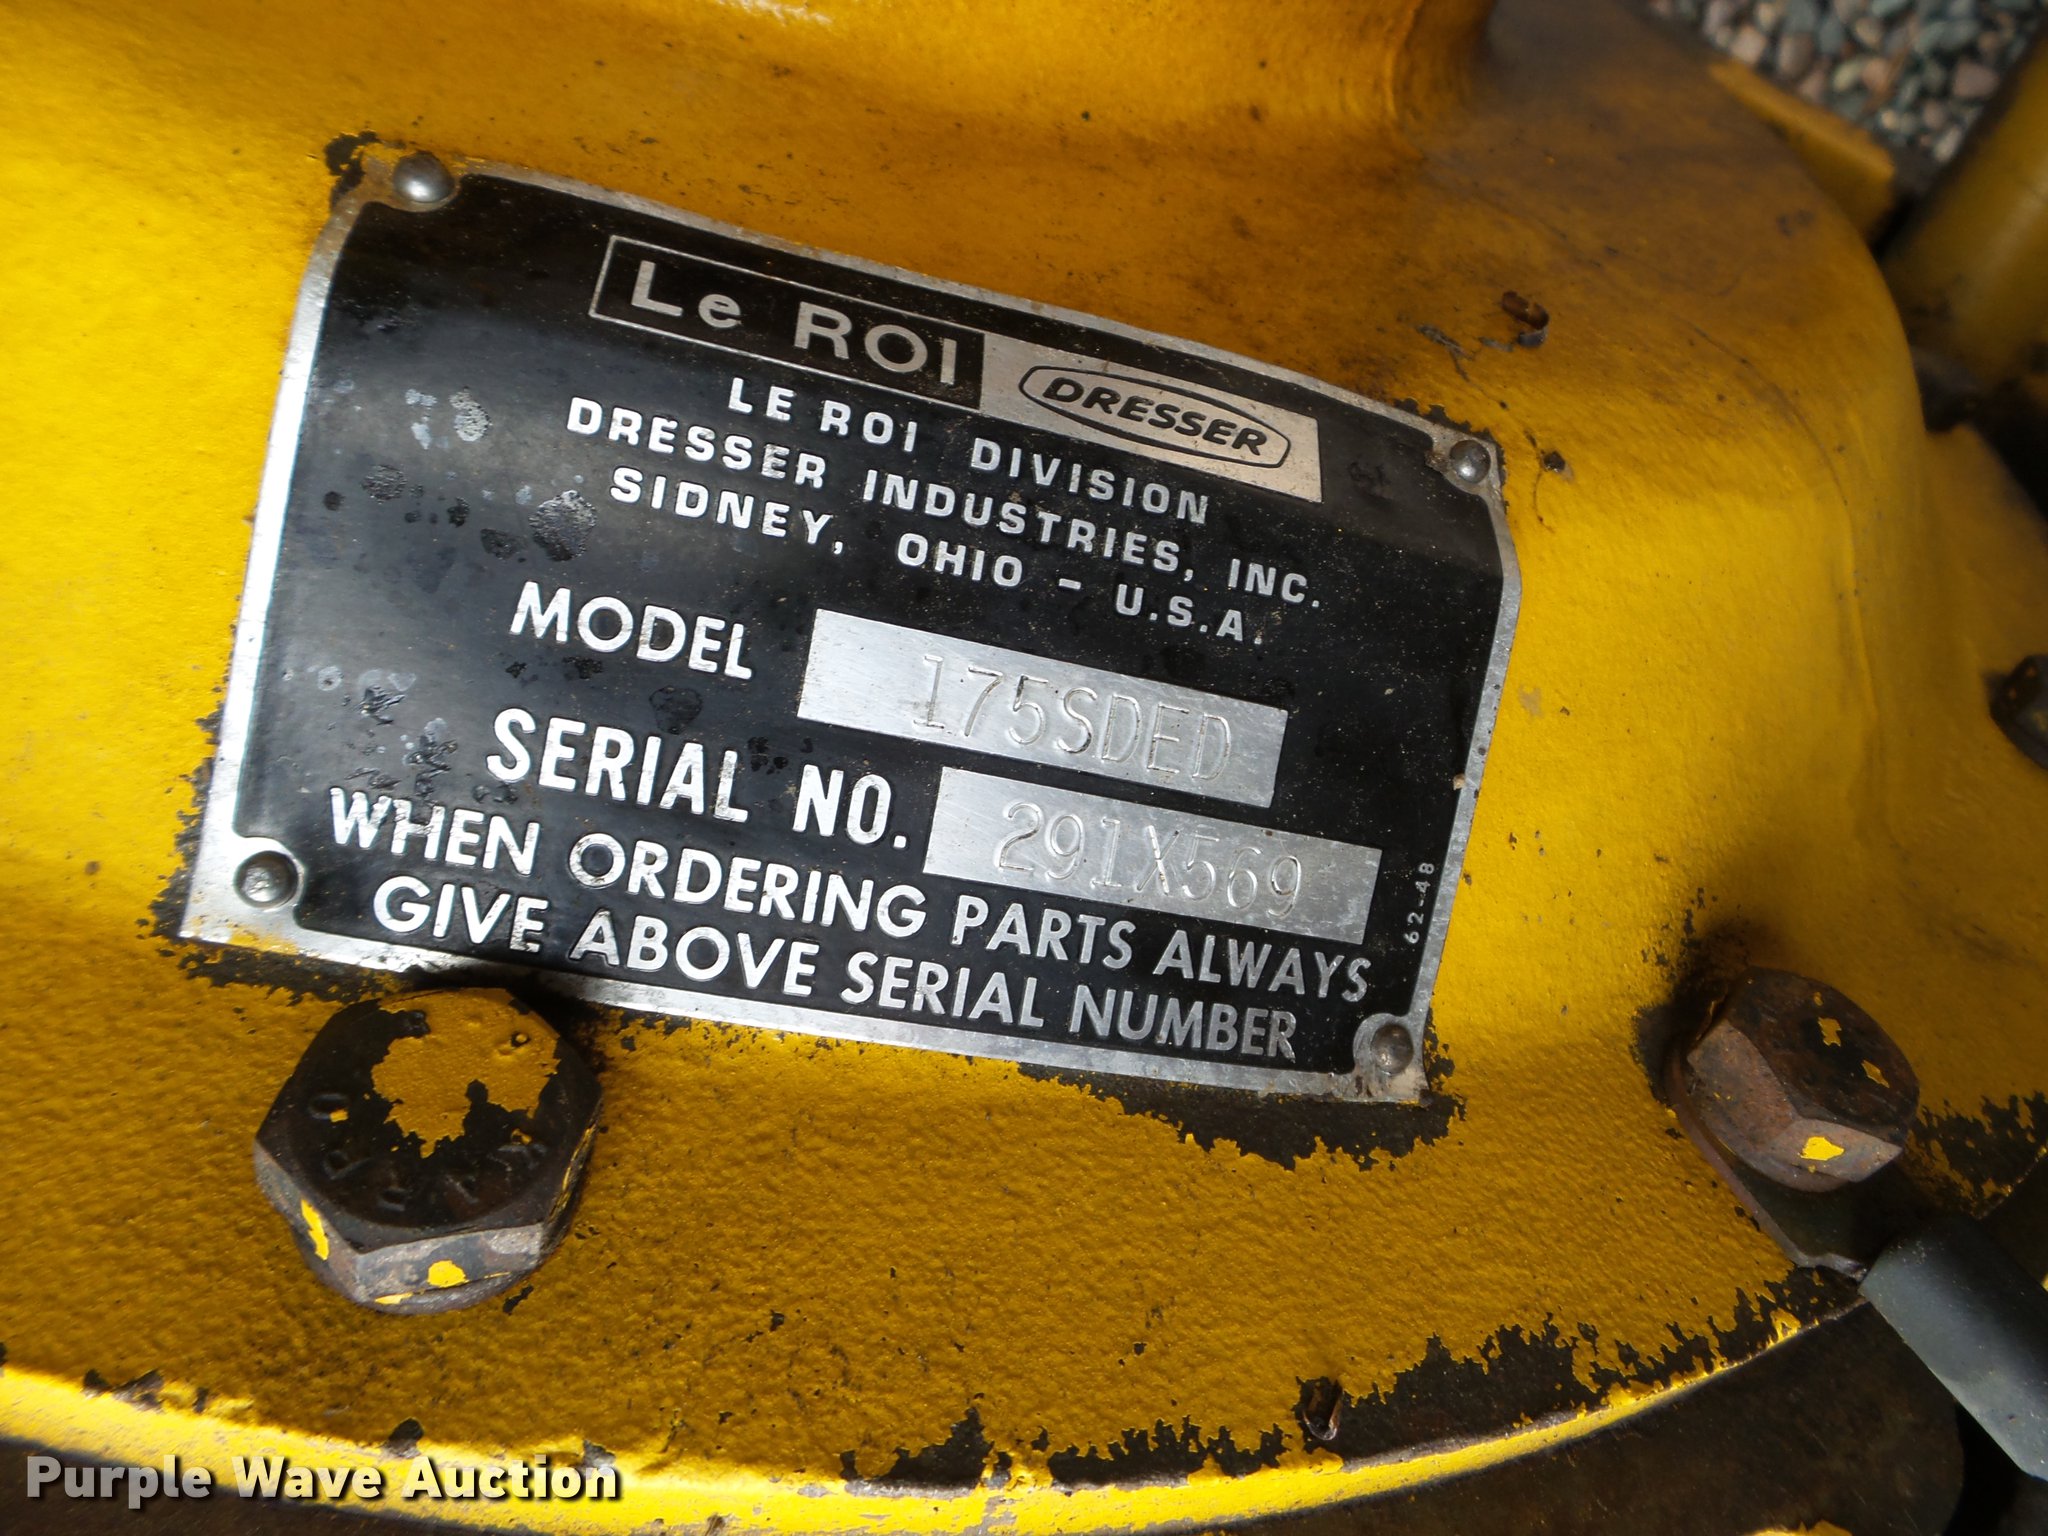 Le ROI DRESSER
LE ROI DIVISION
DRESSER INDUSTRIES, INC.
SIDNEY, OHIO - U.S.A.
MODEL 175SDED
SERIAL NO. 291X569
WHEN ORDERING PARTS ALWAYS
GIVE ABOVE SERIAL NUMBER
62-48
Purple Wave Auction